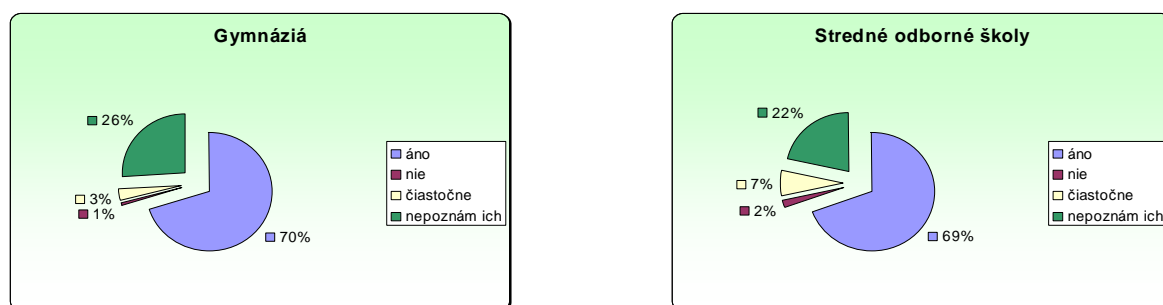 Gymnáziá
26%
3%
1%
70%
áno
nie
čiastočne
nepoznám ich
Stredné odborné školy
22%
7%
2%
69%
áno
nie
čiastočne
nepoznám ich